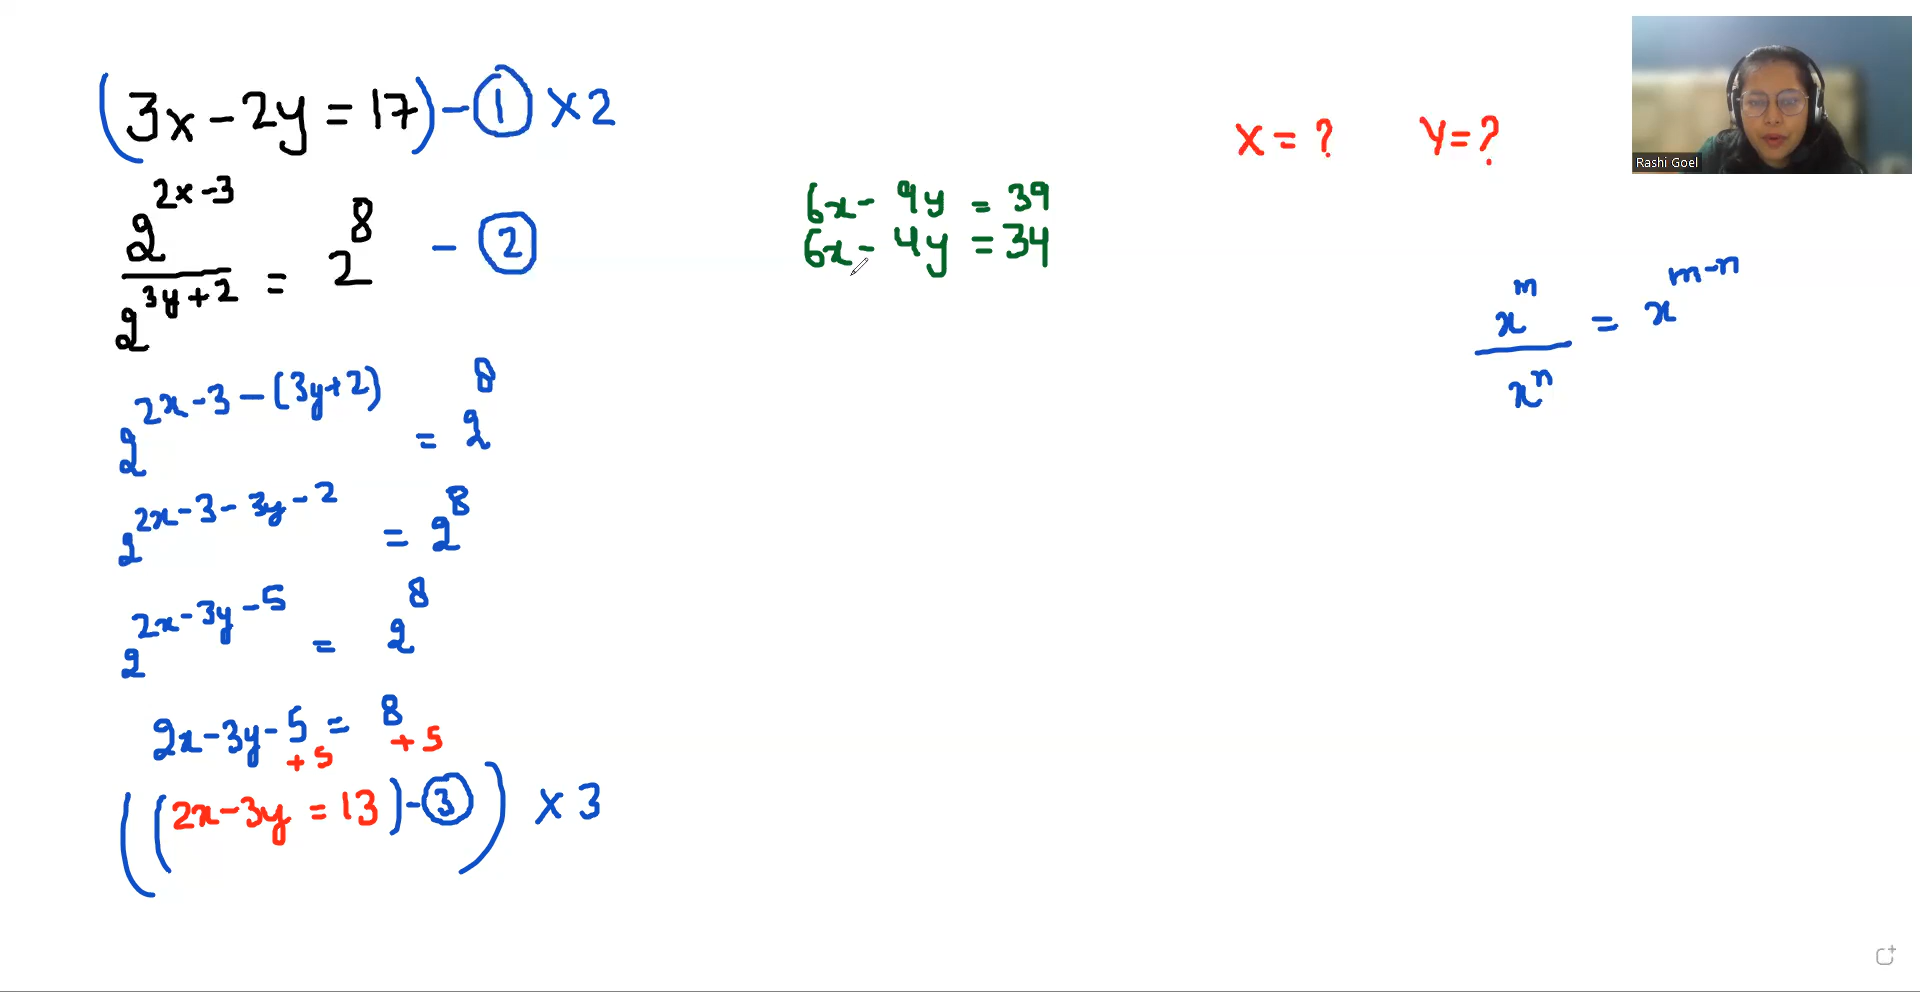 (3x - 2y = 17) - ① × 2
2^(2x-3) / 2^(3y+2) = 2^8 - ②
2^(2x-3-(3y+2)) = 2^8
2^(2x-3-3y-2) = 2^8
2^(2x-3y-5) = 2^8
2x - 3y - 5 = 8
+ 5 + 5
((2x - 3y = 13) - ③) × 3
6x - 9y = 39
6x - 4y = 34
x = ? y = ?
x^m / x^n = x^(m-n)
Rashi Goel